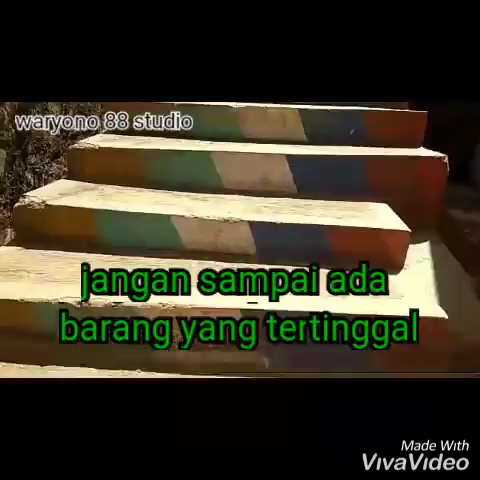 waryono 88 studio
jangan sampai ada
barang yang tertinggal
Made With
VivaVideo